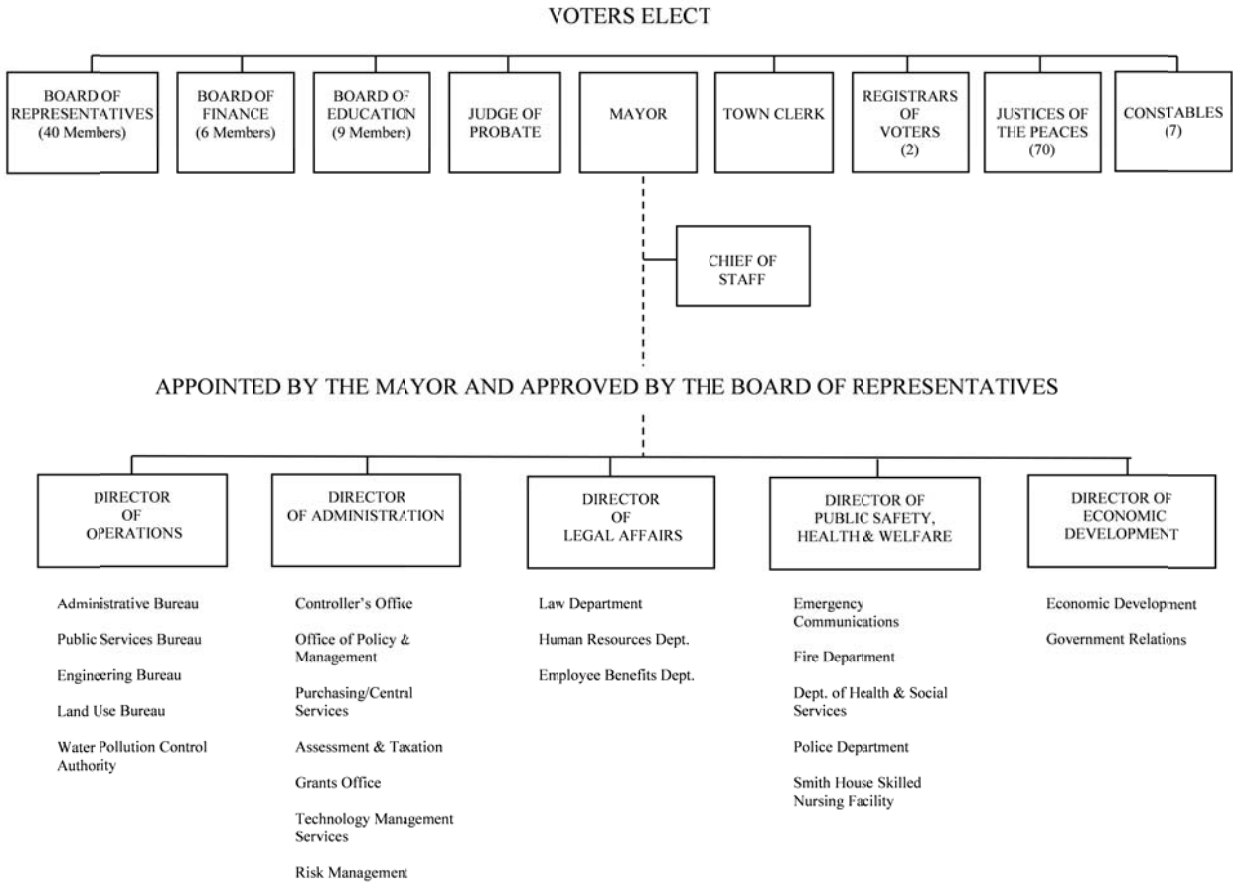 VOTERS ELECT
BOARD OF
REPRESENTATIVES
(40 Members)
BOARD OF
FINANCE
(6 Members)
BOARD OF
EDUCATION
(9 Members)
JUDGE OF
PROBATE
MAYOR
TOWN CLERK
REGISTRARS
OF
VOTERS
(2)
JUSTICES OF
THE PEACES
(70)
CONSTABLES
(7)
CHIEF OF
STAFF
APPOINTED BY THE MAYOR AND APPROVED BY THE BOARD OF REPRESENTATIVES
DIRECTOR
OF
OPERATIONS
DIRECTOR
OF ADMINISTRATION
DIRECTOR
OF
LEGAL AFFAIRS
DIRECTOR OF
PUBLIC SAFETY,
HEALTH & WELFARE
DIRECTOR OF
ECONOMIC
DEVELOPMENT
Administrative Bureau
Public Services Bureau
Engineering Bureau
Land Use Bureau
Water Pollution Control
Authority
Controller's Office
Office of Policy &
Management
Purchasing/Central
Services
Assessment & Taxation
Grants Office
Technology Management
Services
Risk Management
Law Department
Human Resources Dept.
Employee Benefits Dept.
Emergency
Communications
Fire Department
Dept. of Health & Social
Services
Police Department
Smith House Skilled
Nursing Facility
Economic Development
Government Relations